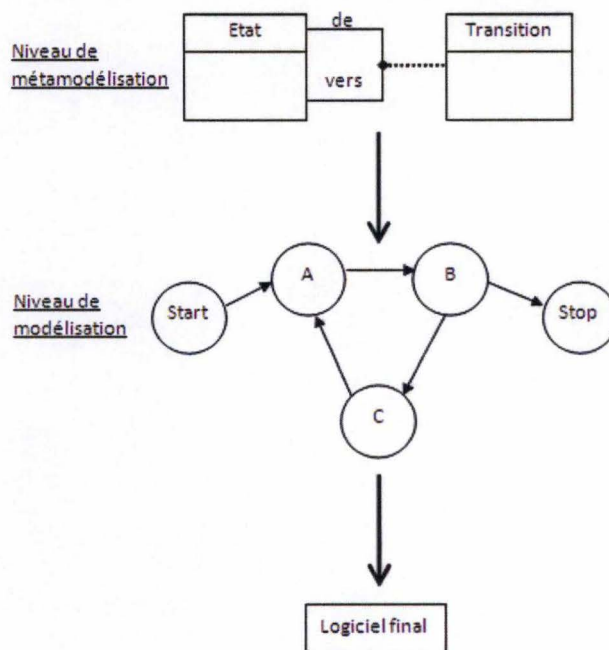 Niveau de
métamodélisation
Etat
de
vers
Transition
Niveau de
modélisation
Start
A
B
Stop
C
Logiciel final